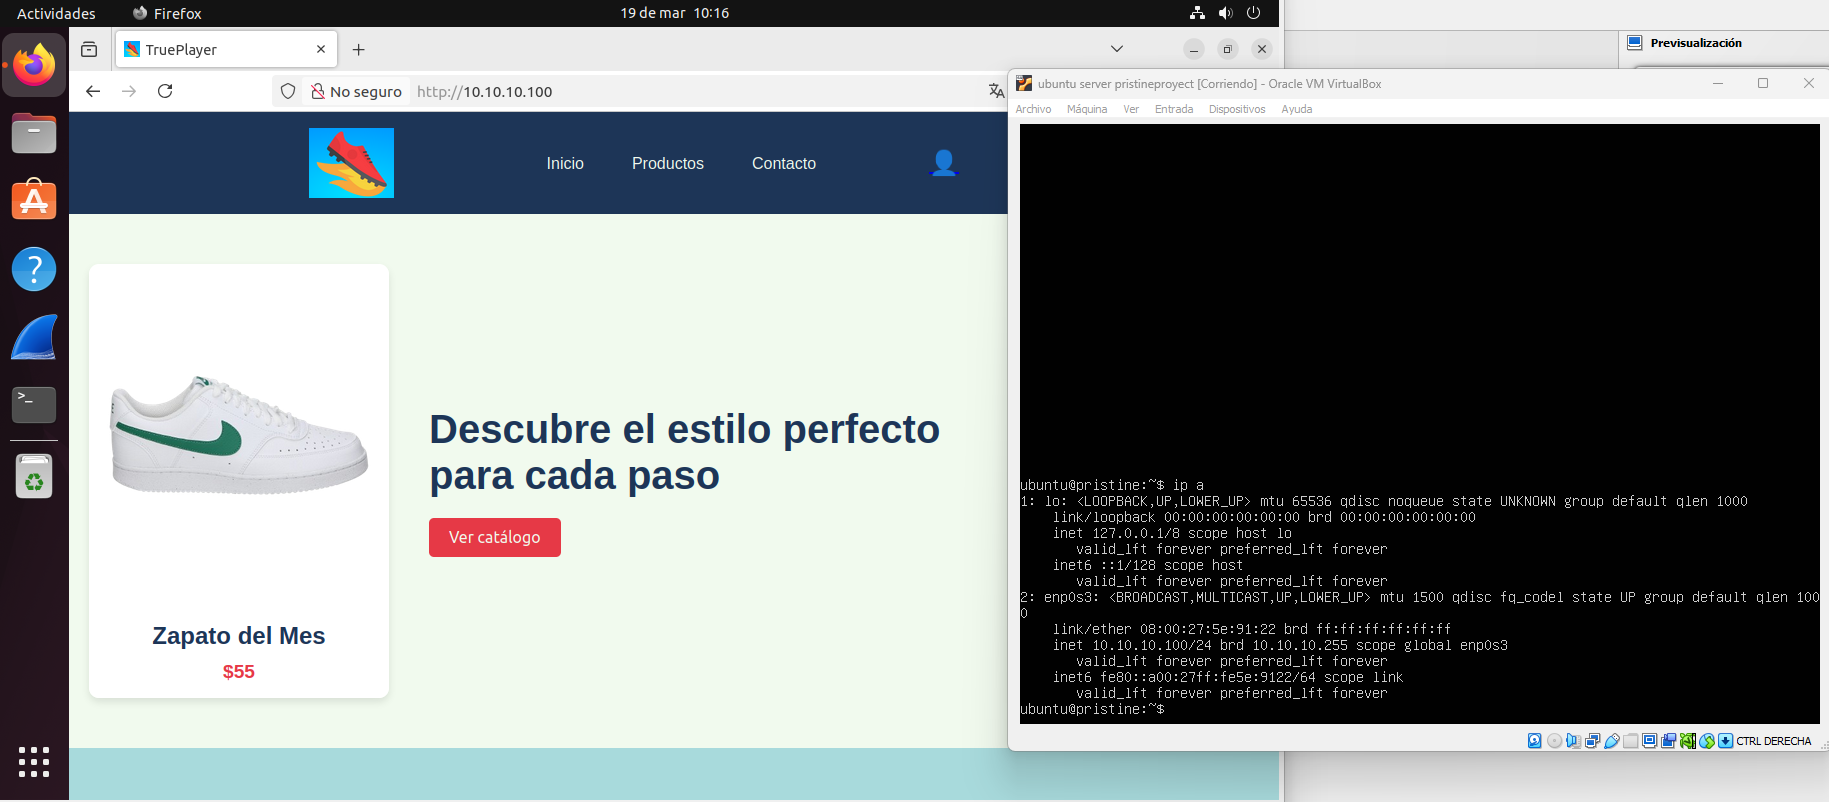 Actividades
Firefox
19 de mar 10:16
TruePlayer
No seguro
http://10.10.10.100
Inicio
Productos
Contacto
Descubre el estilo perfecto
para cada paso
Ver catálogo
Zapato del Mes
$55
Previsualización
ubuntu server pristineproyect [Corriendo] - Oracle VM VirtualBox
Archivo Máquina Ver Entrada Dispositivos Ayuda
ubuntu@pristine:~$ ip a
1: lo: <LOOPBACK,UP,LOWER_UP> mtu 65536 qdisc noqueue state UNKNOWN group default qlen 1000
link/loopback 00:00:00:00:00:00 brd 00:00:00:00:00:00
inet 127.0.0.1/8 scope host lo
valid_lft forever preferred_lft forever
inet6 ::1/128 scope host
valid_lft forever preferred_lft forever
2: enp0s3: <BROADCAST,MULTICAST,UP,LOWER_UP> mtu 1500 qdisc fq_codel state UP group default qlen 100
0
link/ether 08:00:27:5e:91:22 brd ff:ff:ff:ff:ff:ff
inet 10.10.10.100/24 brd 10.10.10.255 scope global enp0s3
valid_lft forever preferred_lft forever
inet6 fe80::a00:27ff:fe5e:9122/64 scope link
valid_lft forever preferred_lft forever
ubuntu@pristine:~$
CTRL DERECHA